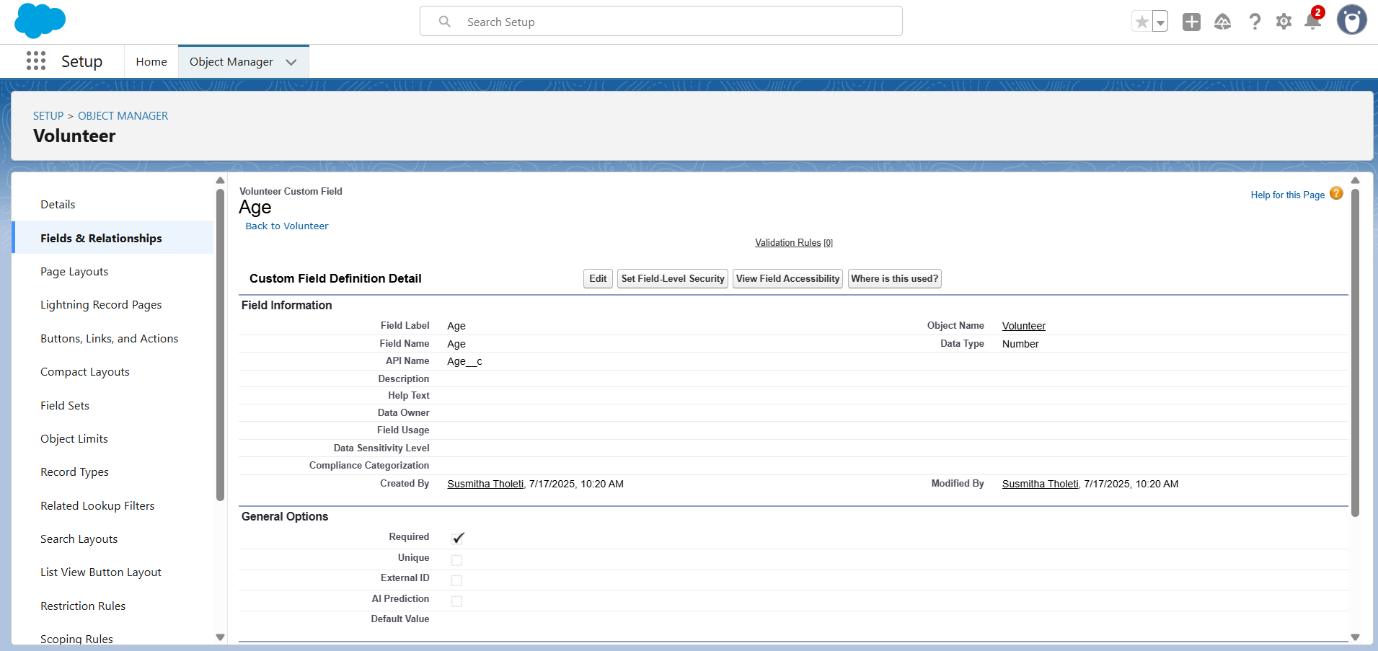 Search Setup
2
Setup
Home
Object Manager
SETUP > OBJECT MANAGER
Volunteer
Details
Fields & Relationships
Page Layouts
Lightning Record Pages
Buttons, Links, and Actions
Compact Layouts
Field Sets
Object Limits
Record Types
Related Lookup Filters
Search Layouts
List View Button Layout
Restriction Rules
Scoping Rules
Volunteer Custom Field
Age
Back to Volunteer
Help for this Page ?
Validation Rules [0]
Custom Field Definition Detail Edit Set Field-Level Security View Field Accessibility Where is this used?
Field Information
Field Label Age Object Name Volunteer
Field Name Age Data Type Number
API Name Age__c
Description
Help Text
Data Owner
Field Usage
Data Sensitivity Level
Compliance Categorization
Created By Susmitha Tholeti, 7/17/2025, 10:20 AM Modified By Susmitha Tholeti, 7/17/2025, 10:20 AM
General Options
Required
Unique
External ID
AI Prediction
Default Value